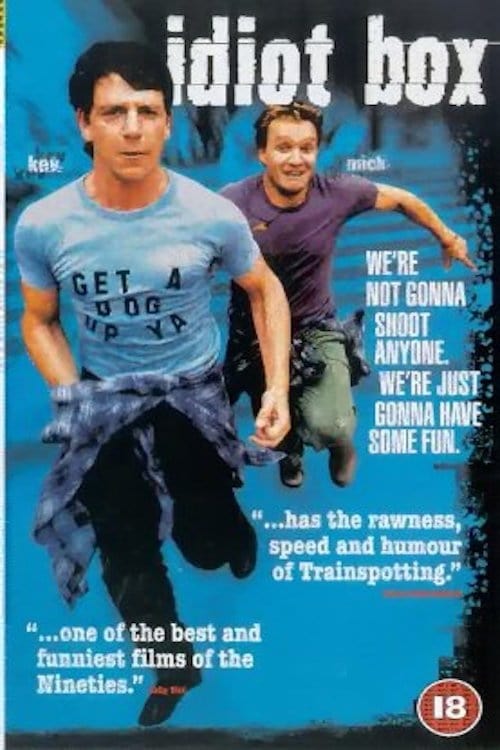 idiot box
kev
mick
WE'RE
NOT GONNA
SHOOT
ANYONE.
WE'RE JUST
GONNA HAVE
SOME FUN.
GET A
DOG
UP YA
“...has the rawness,
speed and humour
of Trainspotting.”
“...one of the best and
funniest films of the
Nineties.”
18